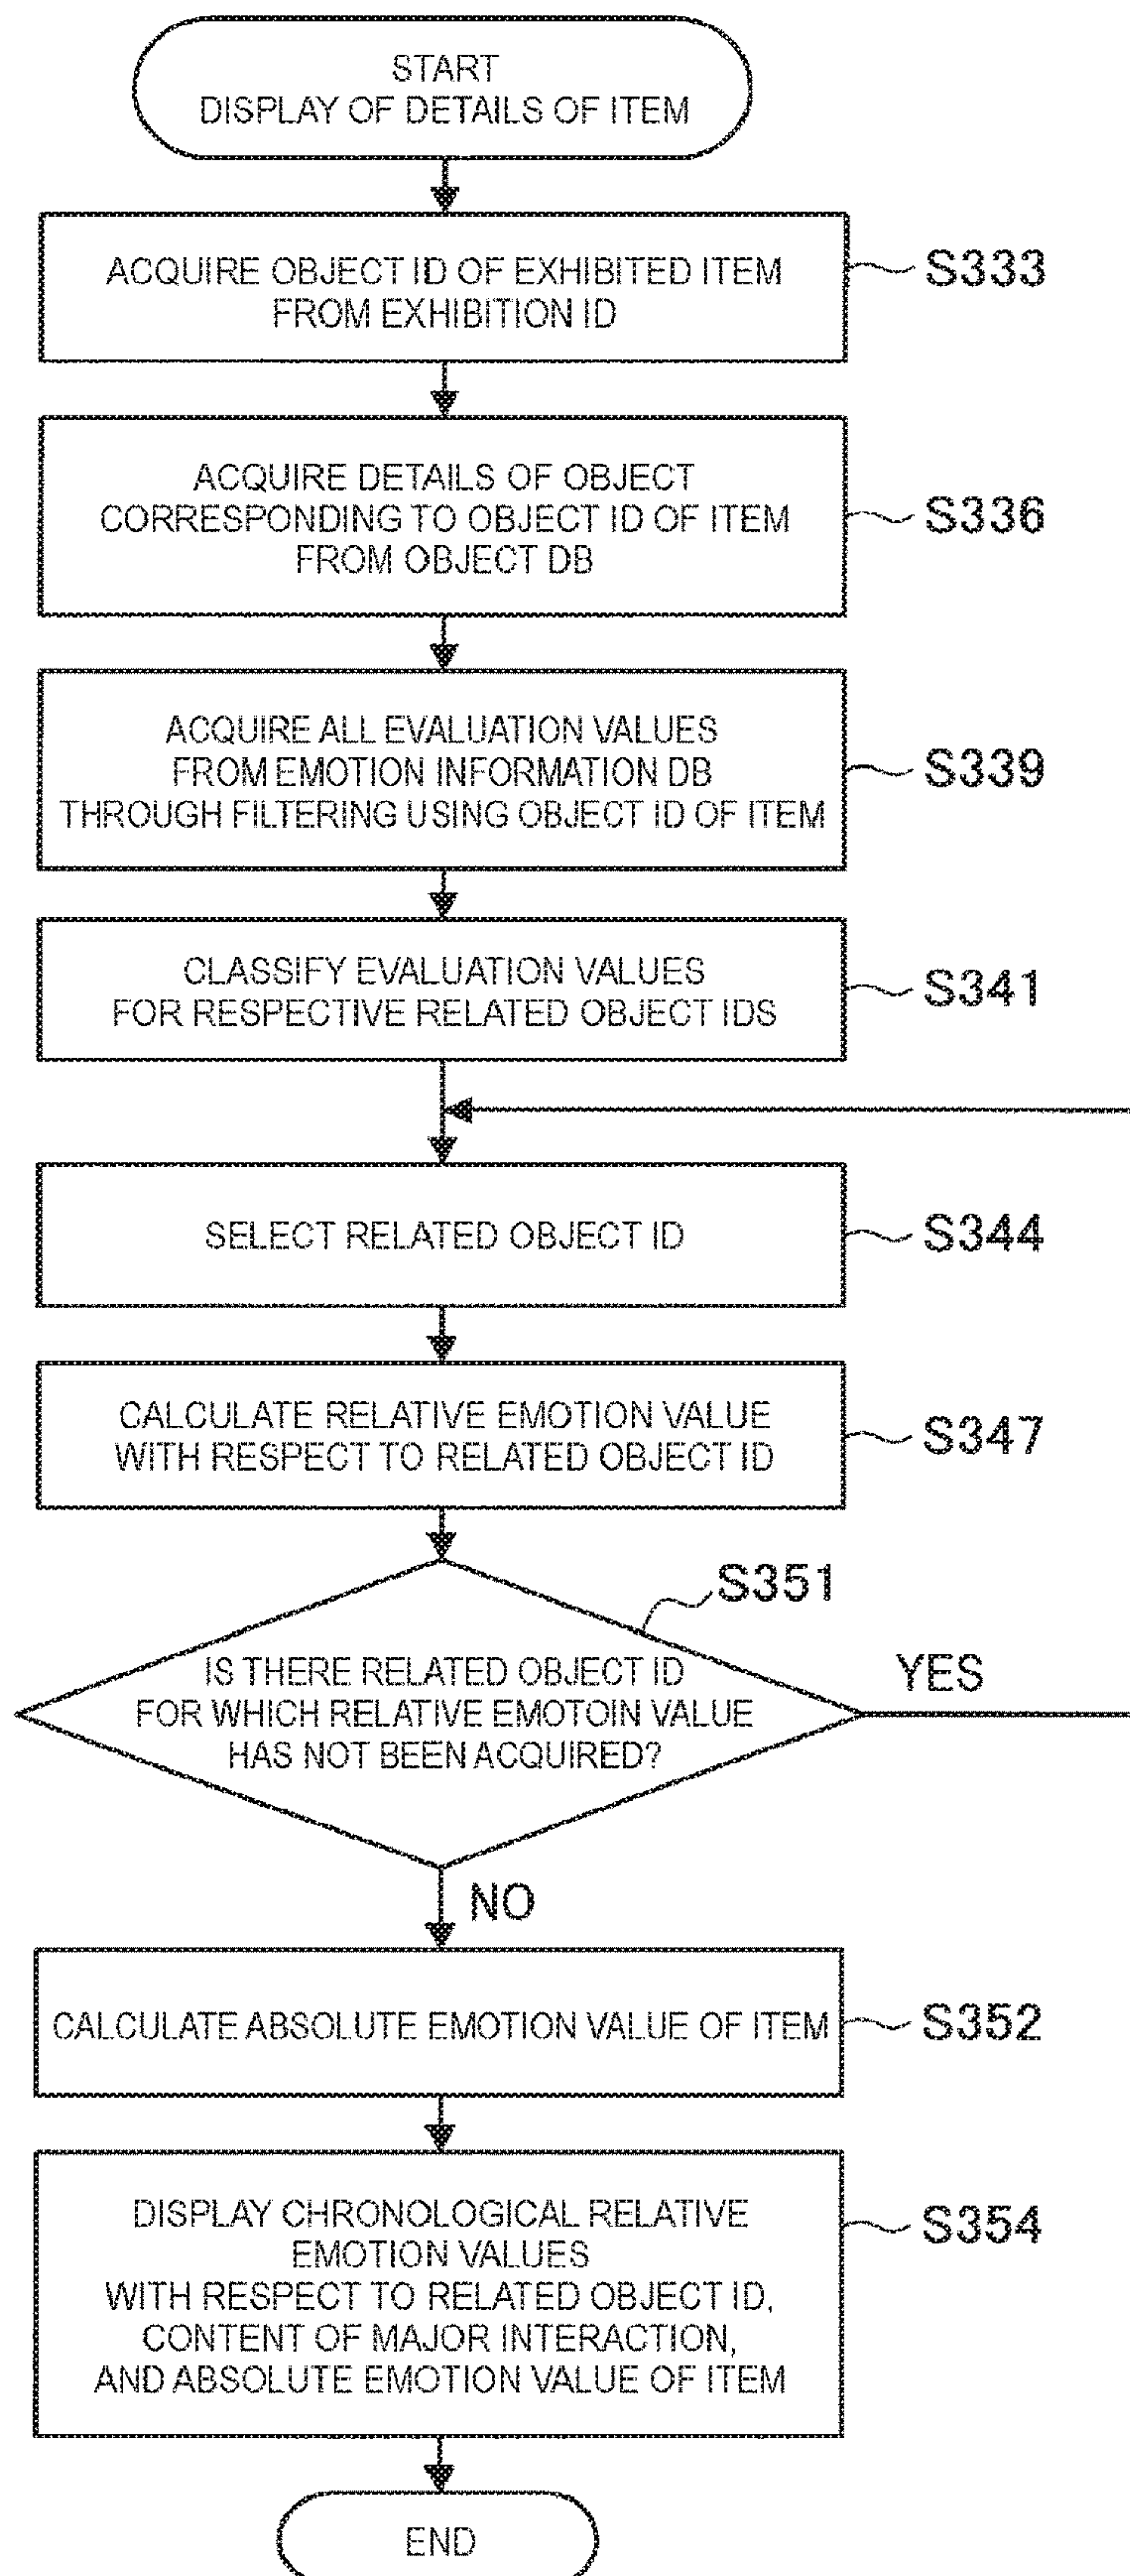 START
DISPLAY OF DETAILS OF ITEM
ACQUIRE OBJECT ID OF EXHIBITED ITEM
FROM EXHIBITION ID
S333
ACQUIRE DETAILS OF OBJECT
CORRESPONDING TO OBJECT ID OF ITEM
FROM OBJECT DB
S336
ACQUIRE ALL EVALUATION VALUES
FROM EMOTION INFORMATION DB
THROUGH FILTERING USING OBJECT ID OF ITEM
S339
CLASSIFY EVALUATION VALUES
FOR RESPECTIVE RELATED OBJECT IDS
S341
SELECT RELATED OBJECT ID
S344
CALCULATE RELATIVE EMOTION VALUE
WITH RESPECT TO RELATED OBJECT ID
S347
S351
IS THERE RELATED OBJECT ID
FOR WHICH RELATIVE EMOTOIN VALUE
HAS NOT BEEN ACQUIRED?
YES
NO
CALCULATE ABSOLUTE EMOTION VALUE OF ITEM
S352
DISPLAY CHRONOLOGICAL RELATIVE
EMOTION VALUES
WITH RESPECT TO RELATED OBJECT ID,
CONTENT OF MAJOR INTERACTION,
AND ABSOLUTE EMOTION VALUE OF ITEM
S354
END